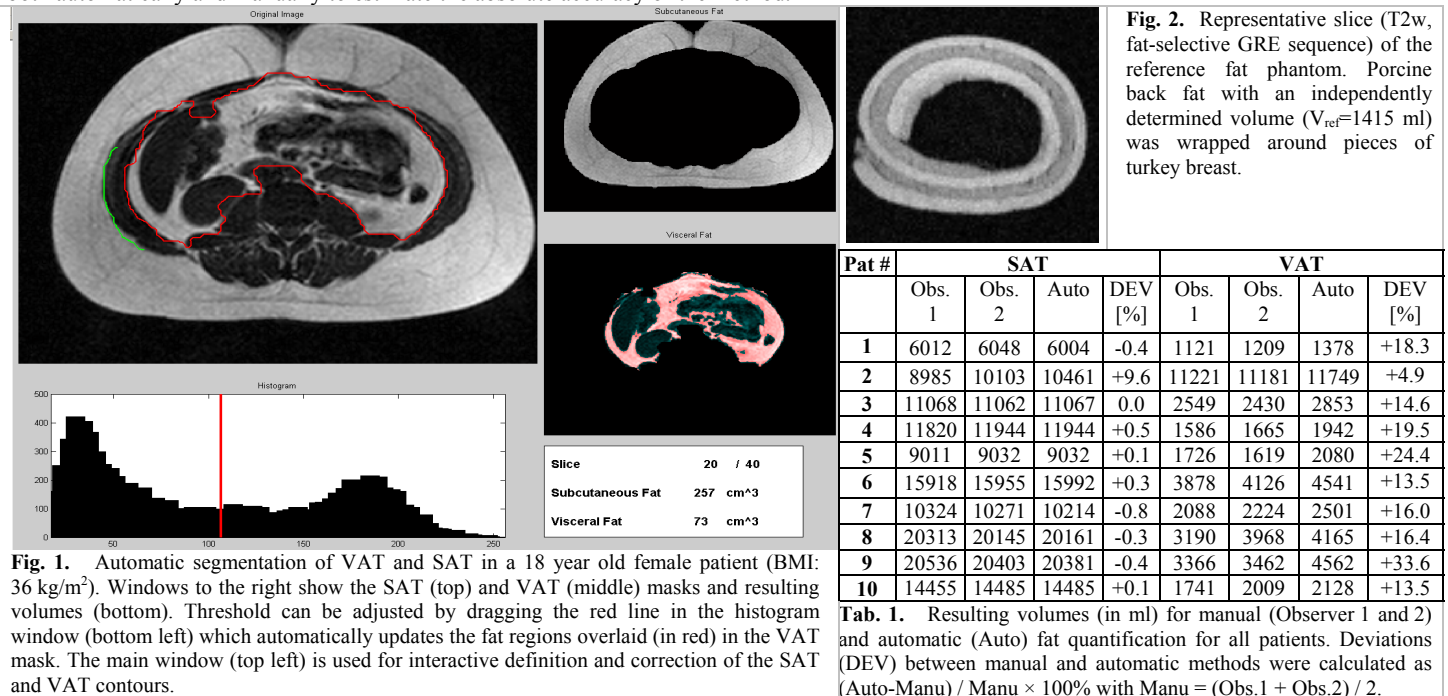 Original Image
Subcutaneous Fat
Visceral Fat
Histogram
500
400
300
200
100
0
50
100
150
200
250
Slice 20 / 40
Subcutaneous Fat 257 cm^3
Visceral Fat 73 cm^3
Fig. 1. Automatic segmentation of VAT and SAT in a 18 year old female patient (BMI:
36 kg/m²). Windows to the right show the SAT (top) and VAT (middle) masks and resulting
volumes (bottom). Threshold can be adjusted by dragging the red line in the histogram
window (bottom left) which automatically updates the fat regions overlaid (in red) in the VAT
mask. The main window (top left) is used for interactive definition and correction of the SAT
and VAT contours.
Fig. 2. Representative slice (T2w,
fat-selective GRE sequence) of the
reference fat phantom. Porcine
back fat with an independently
determined volume (Vref=1415 ml)
was wrapped around pieces of
turkey breast.
Pat # SAT VAT
Obs. 1 Obs. 2 Auto DEV [%] Obs. 1 Obs. 2 Auto DEV [%]
1 6012 6048 6004 -0.4 1121 1209 1378 +18.3
2 8985 10103 10461 +9.6 11221 11181 11749 +4.9
3 11068 11062 11067 0.0 2549 2430 2853 +14.6
4 11820 11944 11944 +0.5 1586 1665 1942 +19.5
5 9011 9032 9032 +0.1 1726 1619 2080 +24.4
6 15918 15955 15992 +0.3 3878 4126 4541 +13.5
7 10324 10271 10214 -0.8 2088 2224 2501 +16.0
8 20313 20145 20161 -0.3 3190 3968 4165 +16.4
9 20536 20403 20381 -0.4 3366 3462 4562 +33.6
10 14455 14485 14485 +0.1 1741 2009 2128 +13.5
Tab. 1. Resulting volumes (in ml) for manual (Observer 1 and 2)
and automatic (Auto) fat quantification for all patients. Deviations
(DEV) between manual and automatic methods were calculated as
(Auto-Manu) / Manu × 100% with Manu = (Obs.1 + Obs.2) / 2.